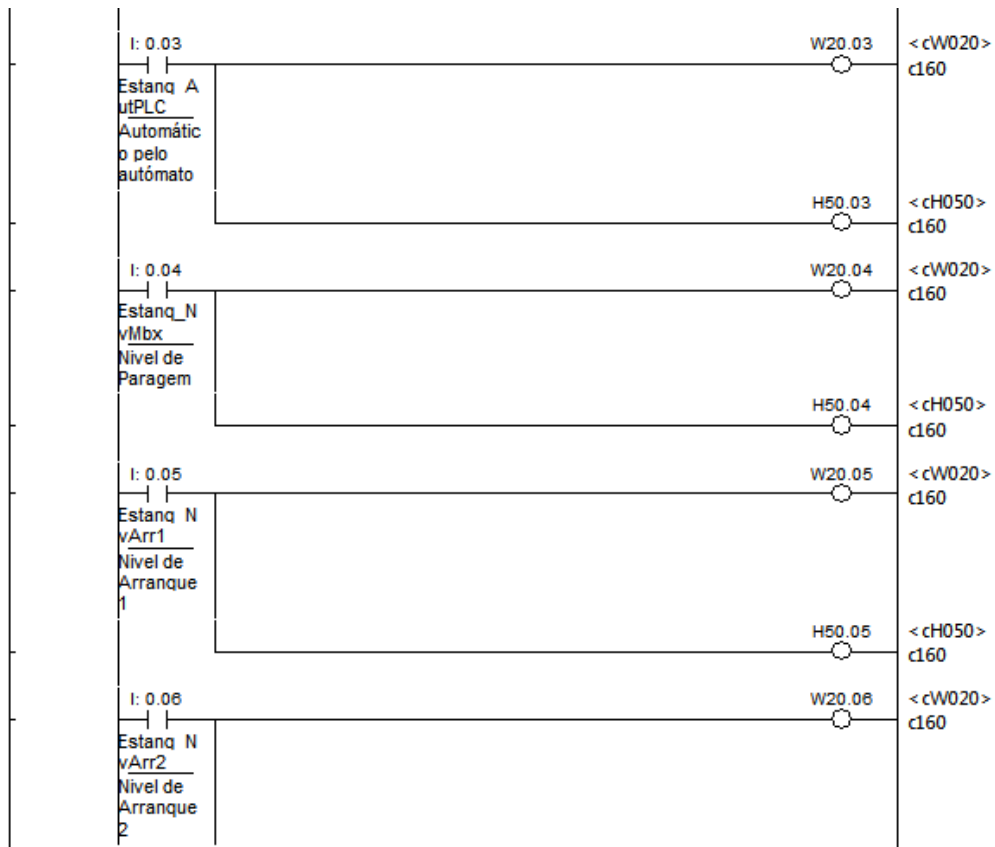 I: 0.03
W20.03
<cW020>
c160
Estanq_A
utPLC
Automátic
o pelo
autómato
H50.03
<cH050>
c160
I: 0.04
W20.04
<cW020>
c160
Estanq_N
vMbx
Nivel de
Paragem
H50.04
<cH050>
c160
I: 0.05
W20.05
<cW020>
c160
Estanq_N
vArr1
Nivel de
Arranque
1
H50.05
<cH050>
c160
I: 0.06
W20.06
<cW020>
c160
Estanq_N
vArr2
Nivel de
Arranque
2